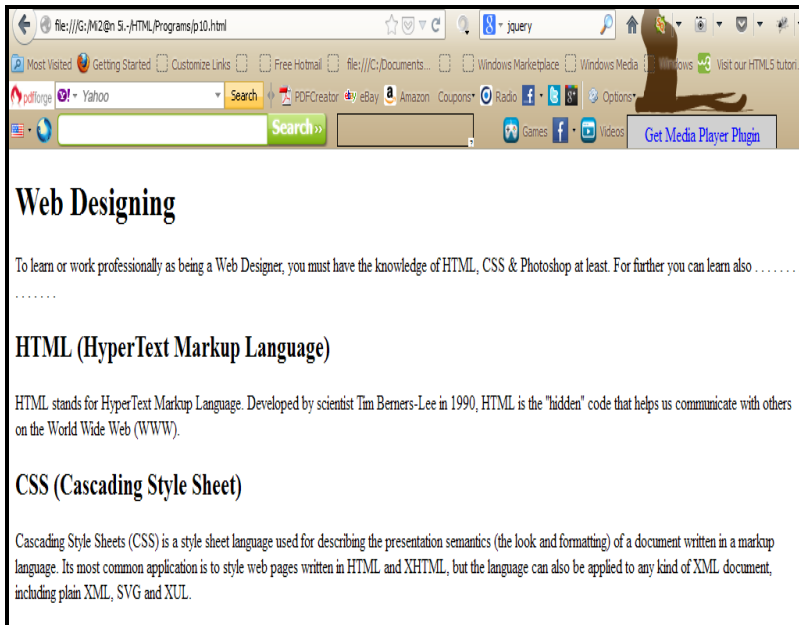 file:///G:/Mi2@n 5i.-/HTML/Programs/p10.html
jquery
Most Visited Getting Started Customize Links Free Hotmail file:///C:/Documents... Windows Marketplace Windows Media Windows Visit our HTML5 tutori...
pdfforge Y! Yahoo Search PDFCreator eBay Amazon Coupons Radio Options
Search » Games Videos Get Media Player Plugin
Web Designing
To learn or work professionally as being a Web Designer, you must have the knowledge of HTML, CSS & Photoshop at least. For further you can learn also . . . . . . .
. . . . . . .
HTML (HyperText Markup Language)
HTML stands for HyperText Markup Language. Developed by scientist Tim Berners-Lee in 1990, HTML is the "hidden" code that helps us communicate with others
on the World Wide Web (WWW).
CSS (Cascading Style Sheet)
Cascading Style Sheets (CSS) is a style sheet language used for describing the presentation semantics (the look and formatting) of a document written in a markup
language. Its most common application is to style web pages written in HTML and XHTML, but the language can also be applied to any kind of XML document,
including plain XML, SVG and XUL.